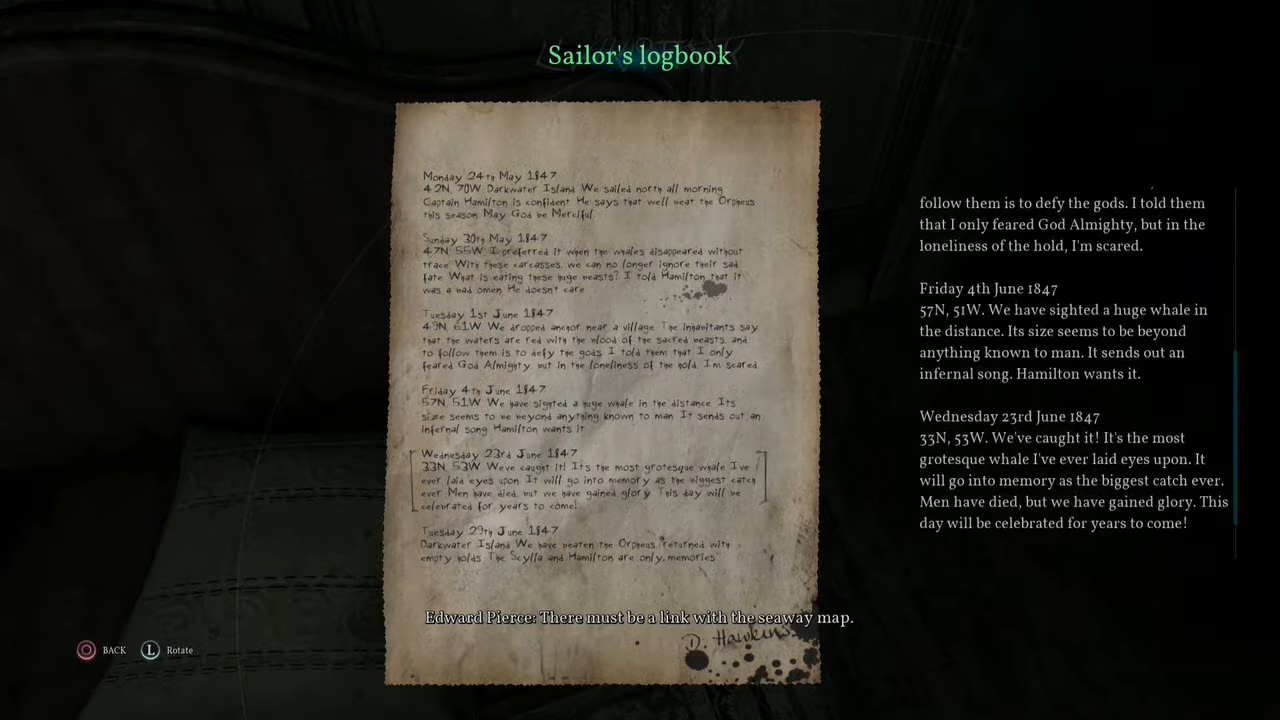 Sailor's logbook
Monday 24th May 1847
42N, 70W Darkwater Island We sailed north all morning
Captain Hamilton is confident He says that we'll beat the Orpheus
this season May God be Merciful
Sunday 30th May 1847
47N 55W I preferred it when the whales disappeared without
trace With these carcasses, we can no longer ignore their sad
fate What is eating these huge beasts? I told Hamilton that it
was a bad omen He doesn't care
Tuesday 1st June 1847
49N 61W We dropped anchor near a village The inhabitants say
that the waters are red with the blood of the sacred beasts, and
to follow them is to defy the gods I told them that I only
feared God Almighty, but in the loneliness of the hold, I'm scared
Friday 4th June 1847
57N 51W We have sighted a huge whale in the distance Its
size seems to be beyond anything known to man It sends out an
infernal song Hamilton wants it
Wednesday 23rd June 1847
33N 53W We've caught it! It's the most grotesque whale I've
ever laid eyes upon It will go into memory as the biggest catch
ever Men have died, but we have gained glory This day will be
celebrated for years to come!
Tuesday 29th June 1847
Darkwater Island We have beaten the Orpheus, returned with
empty holds The Scylla and Hamilton are only memories
D. Hawkins
follow them is to defy the gods. I told them
that I only feared God Almighty, but in the
loneliness of the hold, I'm scared.
Friday 4th June 1847
57N, 51W. We have sighted a huge whale in
the distance. Its size seems to be beyond
anything known to man. It sends out an
infernal song. Hamilton wants it.
Wednesday 23rd June 1847
33N, 53W. We've caught it! It's the most
grotesque whale I've ever laid eyes upon. It
will go into memory as the biggest catch ever.
Men have died, but we have gained glory. This
day will be celebrated for years to come!
Edward Pierce: There must be a link with the seaway map.
BACK
L
Rotate